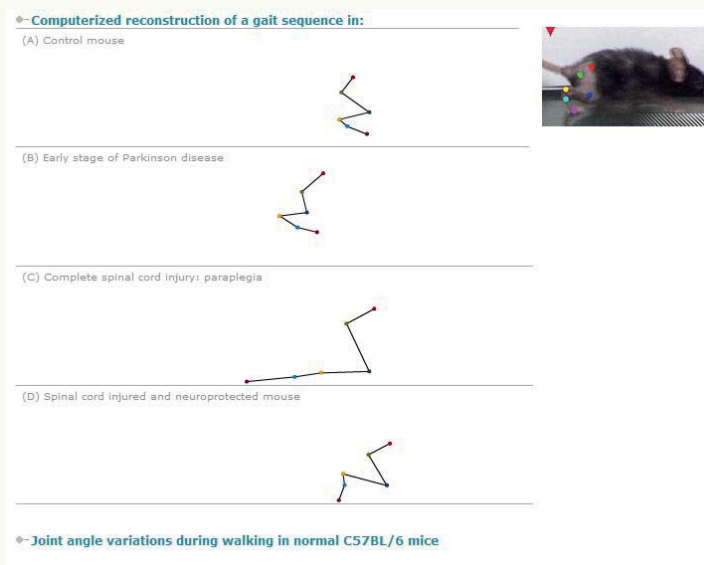 Computerized reconstruction of a gait sequence in:
(A) Control mouse
(B) Early stage of Parkinson disease
(C) Complete spinal cord injury: paraplegia
(D) Spinal cord injured and neuroprotected mouse
Joint angle variations during walking in normal C57BL/6 mice